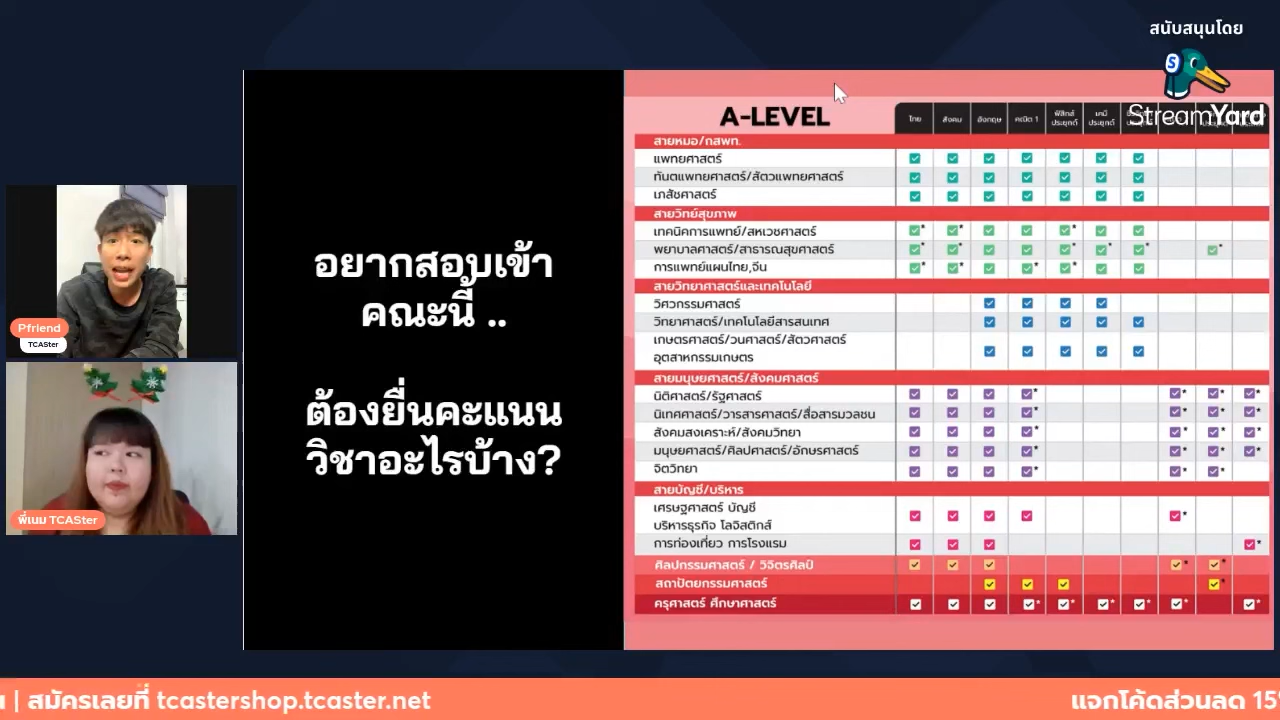 สนับสนุนโดย
StreamYard
A-LEVEL
ไทย สังคม อังกฤษ คณิต 1 ฟิสิกส์ประยุกต์ เคมีประยุกต์
สายหมอ/กสพท.
แพทยศาสตร์
ทันตแพทยศาสตร์/สัตวแพทยศาสตร์
เภสัชศาสตร์
สายวิทย์สุขภาพ
เทคนิคการแพทย์/สหเวชศาสตร์
พยาบาลศาสตร์/สาธารณสุขศาสตร์
การแพทย์แผนไทย,จีน
สายวิทยาศาสตร์และเทคโนโลยี
วิศวกรรมศาสตร์
วิทยาศาสตร์/เทคโนโลยีสารสนเทศ
เกษตรศาสตร์/วนศาสตร์/สัตวศาสตร์
อุตสาหกรรมเกษตร
สายมนุษยศาสตร์/สังคมศาสตร์
นิติศาสตร์/รัฐศาสตร์
นิเทศศาสตร์/วารสารศาสตร์/สื่อสารมวลชน
สังคมสงเคราะห์/สังคมวิทยา
มนุษยศาสตร์/ศิลปศาสตร์/อักษรศาสตร์
จิตวิทยา
สายบัญชี/บริหาร
เศรษฐศาสตร์ บัญชี
บริหารธุรกิจ โลจิสติกส์
การท่องเที่ยว การโรงแรม
ศิลปกรรมศาสตร์ / วิจิตรศิลป์
สถาปัตยกรรมศาสตร์
ครุศาสตร์ ศึกษาศาสตร์
อยากสอบเข้า
คณะนี้ ..
ต้องยื่นคะแนน
วิชาอะไรบ้าง?
Pfriend
TCASter
พี่เนม TCASter
| สมัครเลยที่ tcastershop.tcaster.net
แจกโค้ดส่วนลด 15